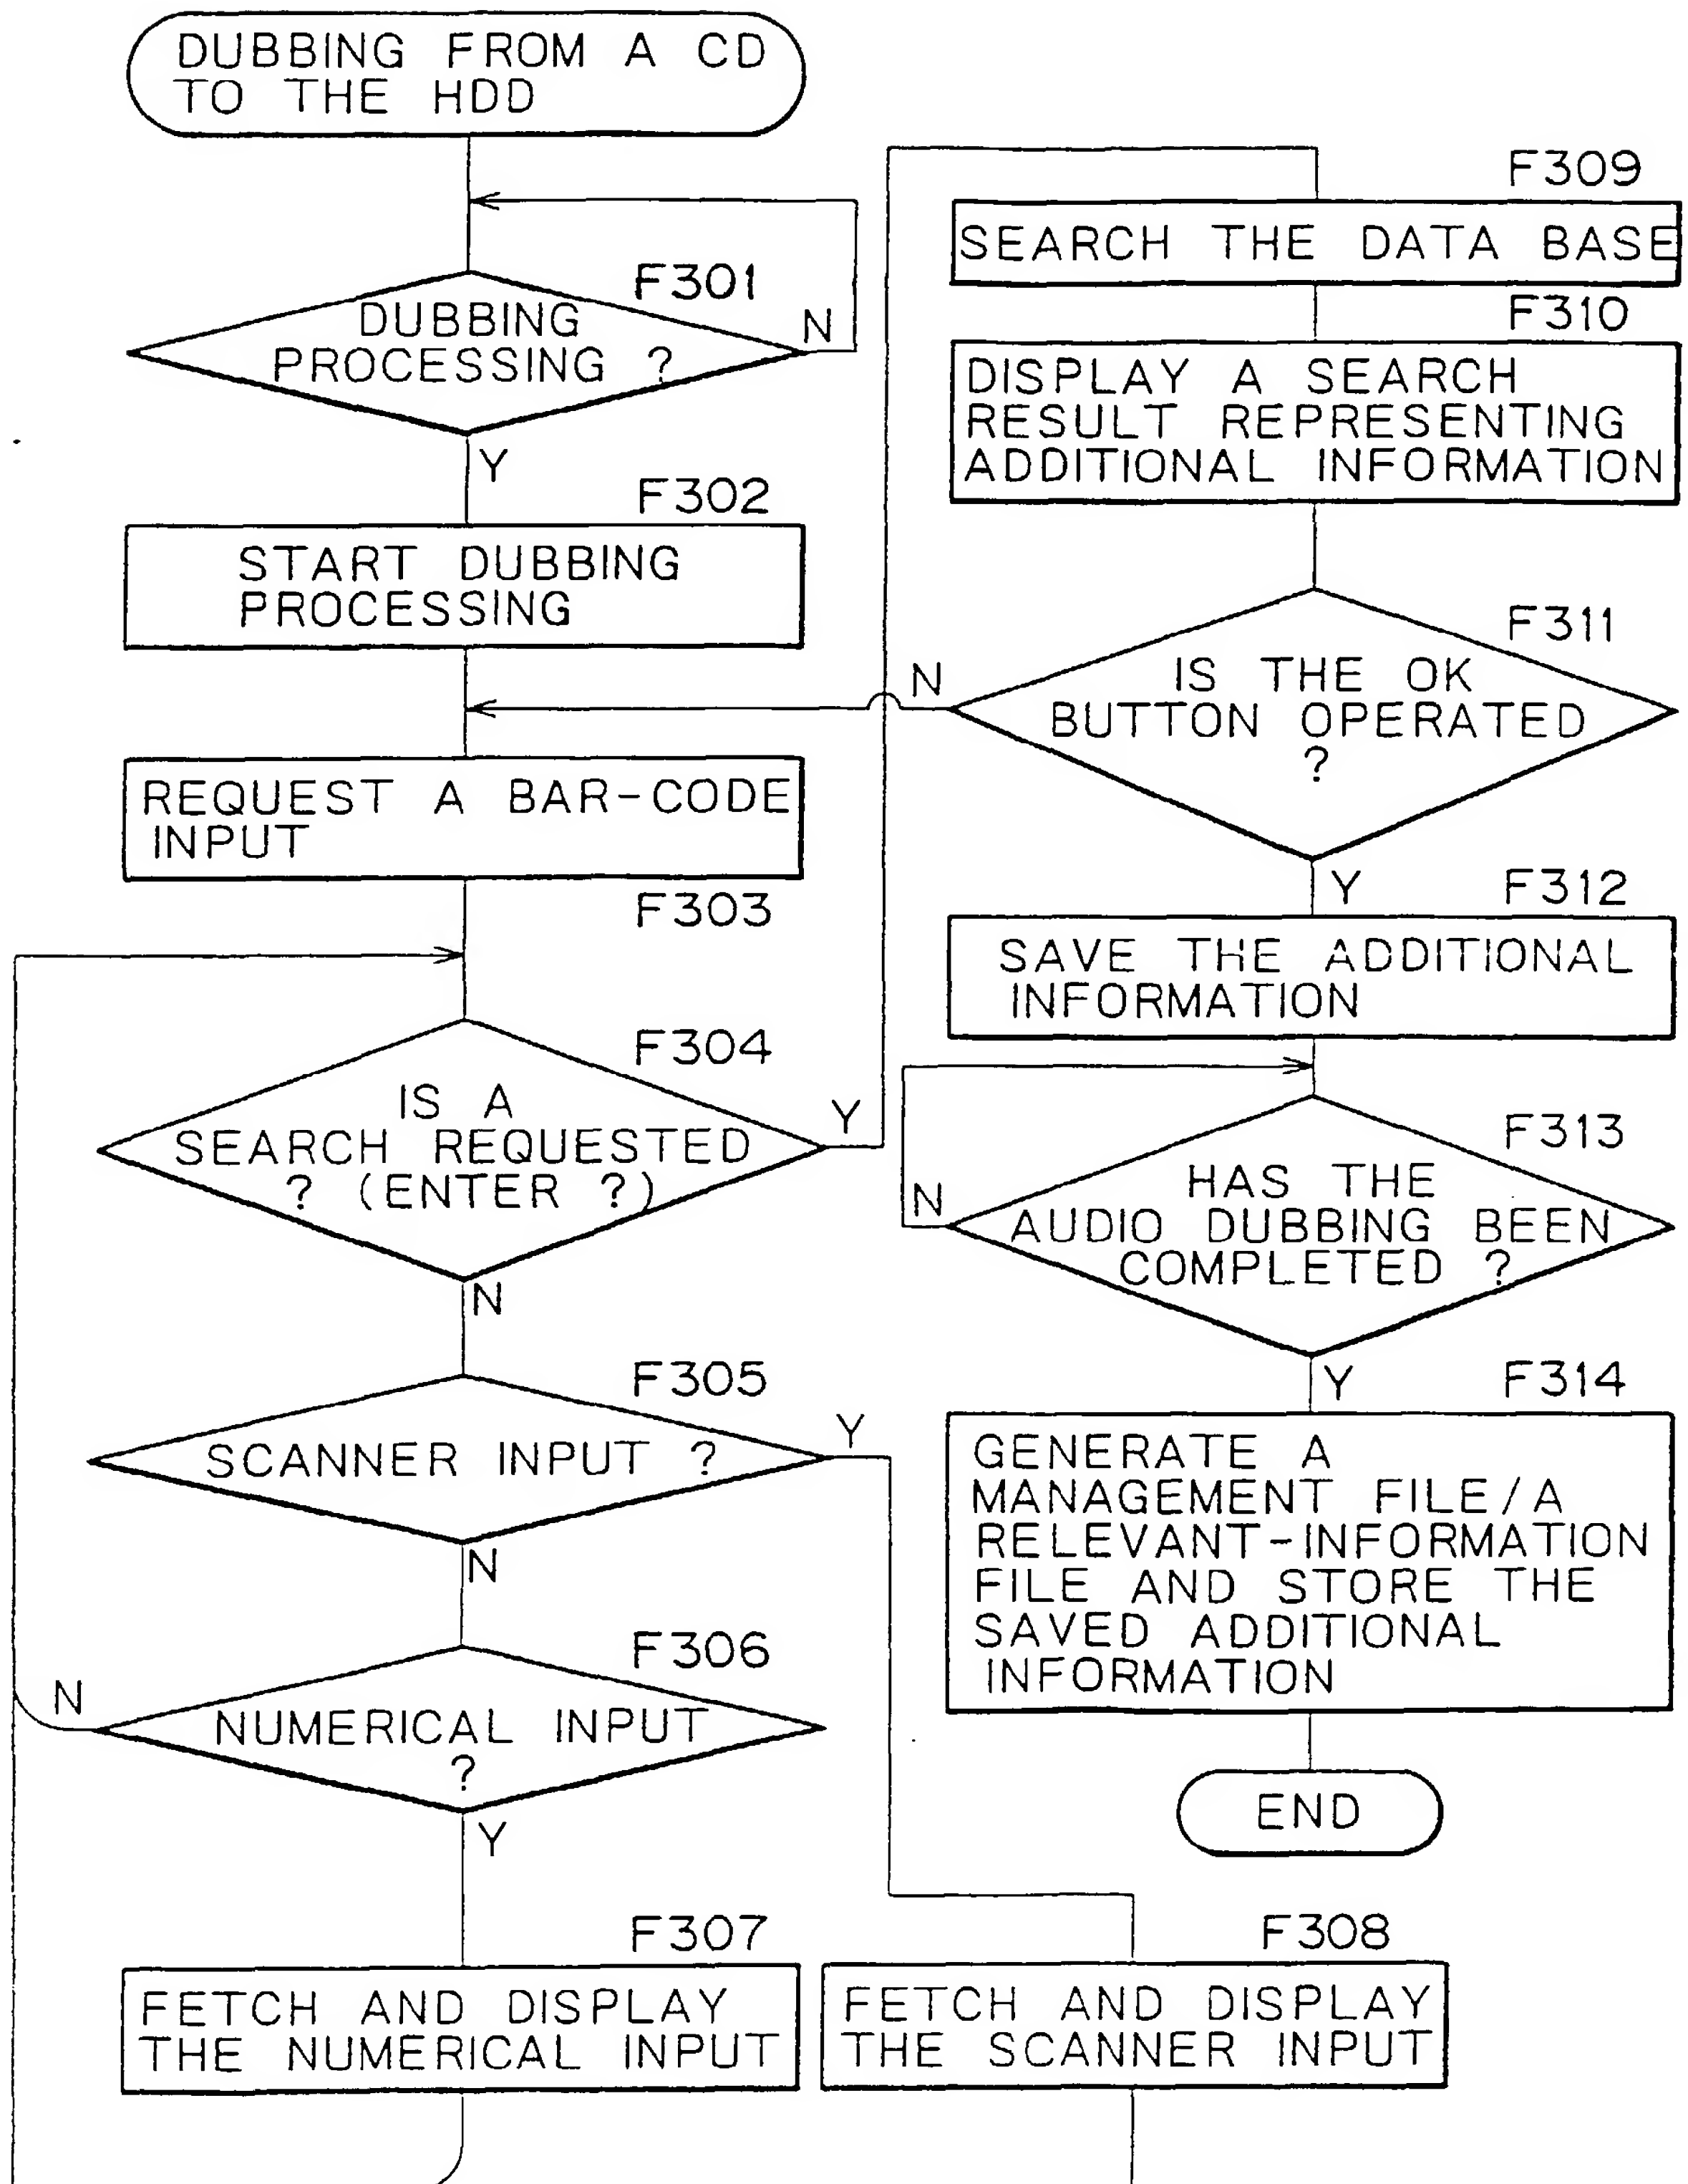 DUBBING FROM A CD
TO THE HDD
F301
DUBBING
PROCESSING ?
N
Y
F302
START DUBBING
PROCESSING
REQUEST A BAR-CODE
INPUT
F303
F304
IS A
SEARCH REQUESTED
? (ENTER ?)
Y
N
F305
SCANNER INPUT ?
Y
N
F306
N
NUMERICAL INPUT
?
Y
F307
FETCH AND DISPLAY
THE NUMERICAL INPUT
F308
FETCH AND DISPLAY
THE SCANNER INPUT
F309
SEARCH THE DATA BASE
F310
DISPLAY A SEARCH
RESULT REPRESENTING
ADDITIONAL INFORMATION
F311
N
IS THE OK
BUTTON OPERATED
?
Y
F312
SAVE THE ADDITIONAL
INFORMATION
F313
N
HAS THE
AUDIO DUBBING BEEN
COMPLETED ?
Y
F314
GENERATE A
MANAGEMENT FILE/A
RELEVANT-INFORMATION
FILE AND STORE THE
SAVED ADDITIONAL
INFORMATION
END